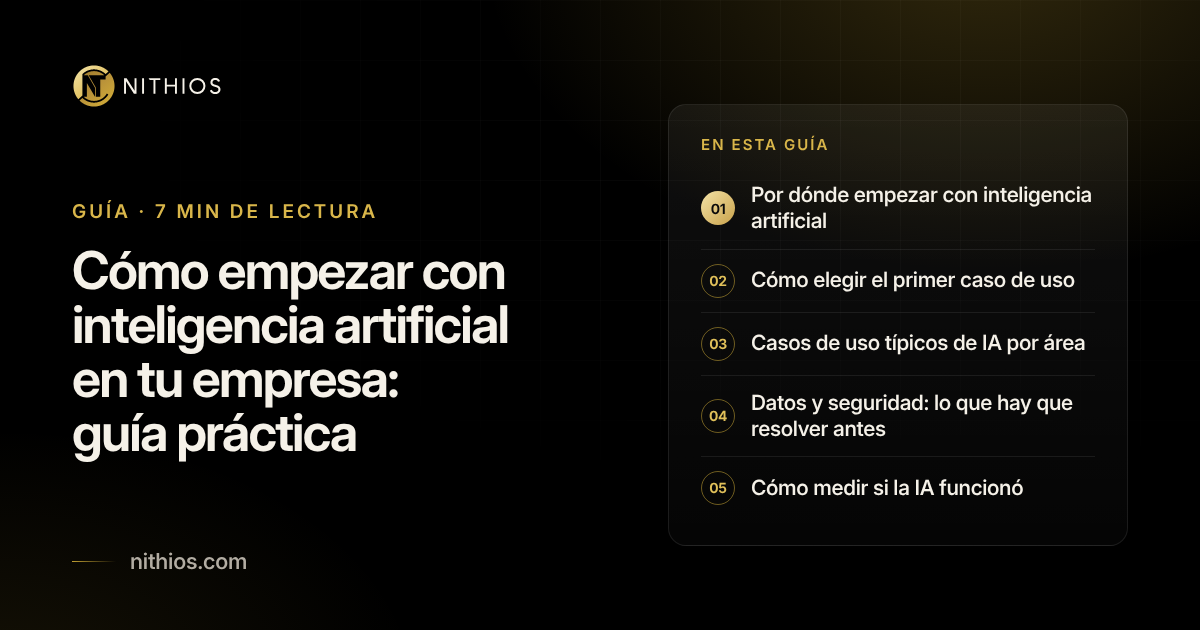 NITHIOS
GUÍA · 7 MIN DE LECTURA
Cómo empezar con
inteligencia artificial
en tu empresa:
guía práctica
nithios.com
EN ESTA GUÍA
01 Por dónde empezar con inteligencia
artificial
02 Cómo elegir el primer caso de uso
03 Casos de uso típicos de IA por área
04 Datos y seguridad: lo que hay que
resolver antes
05 Cómo medir si la IA funcionó